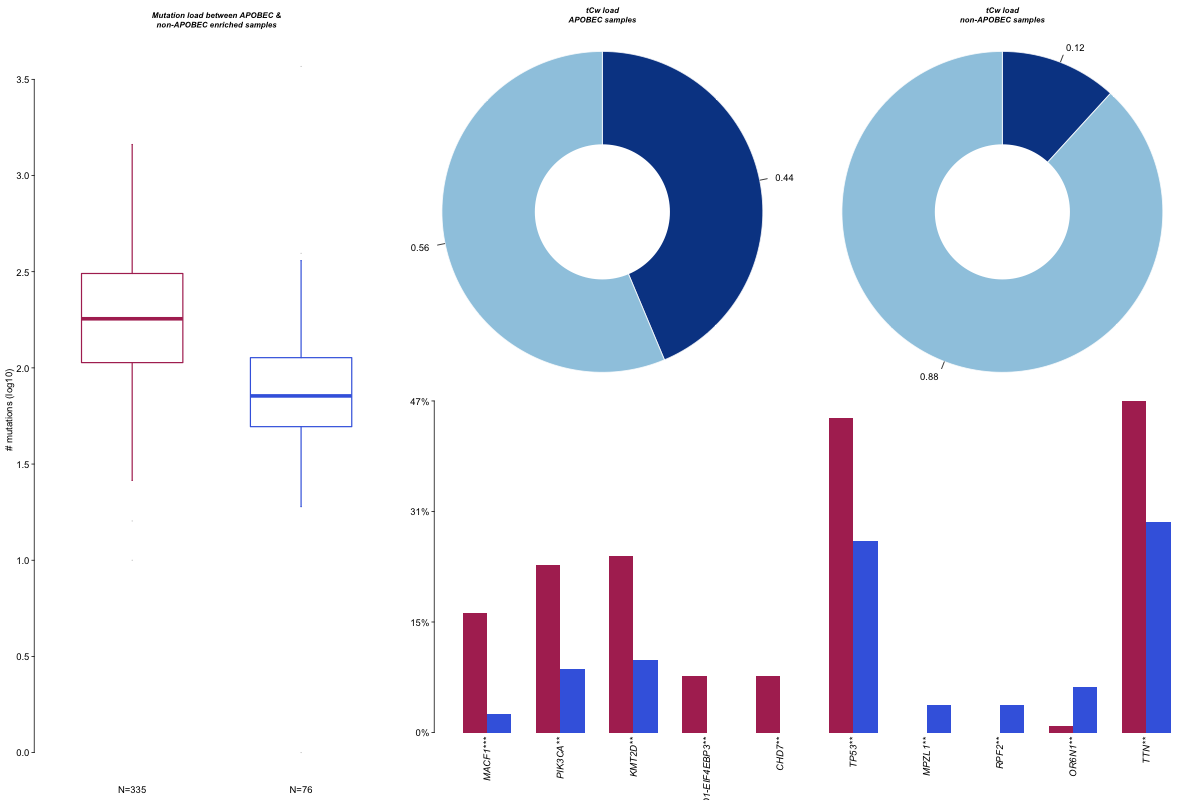 Mutation load between APOBEC &
non-APOBEC enriched samples
# mutations (log10)
3.5
3.0
2.5
2.0
1.5
1.0
0.5
0.0
N=335
N=76
tCw load
APOBEC samples
0.44
0.56
tCw load
non-APOBEC samples
0.12
0.88
47%
31%
15%
0%
MACF1***
PIK3CA**
KMT2D**
1-EIF4EBP3**
CHD7**
TP53**
MPZL1**
RPF2**
OR6N1**
TTN**